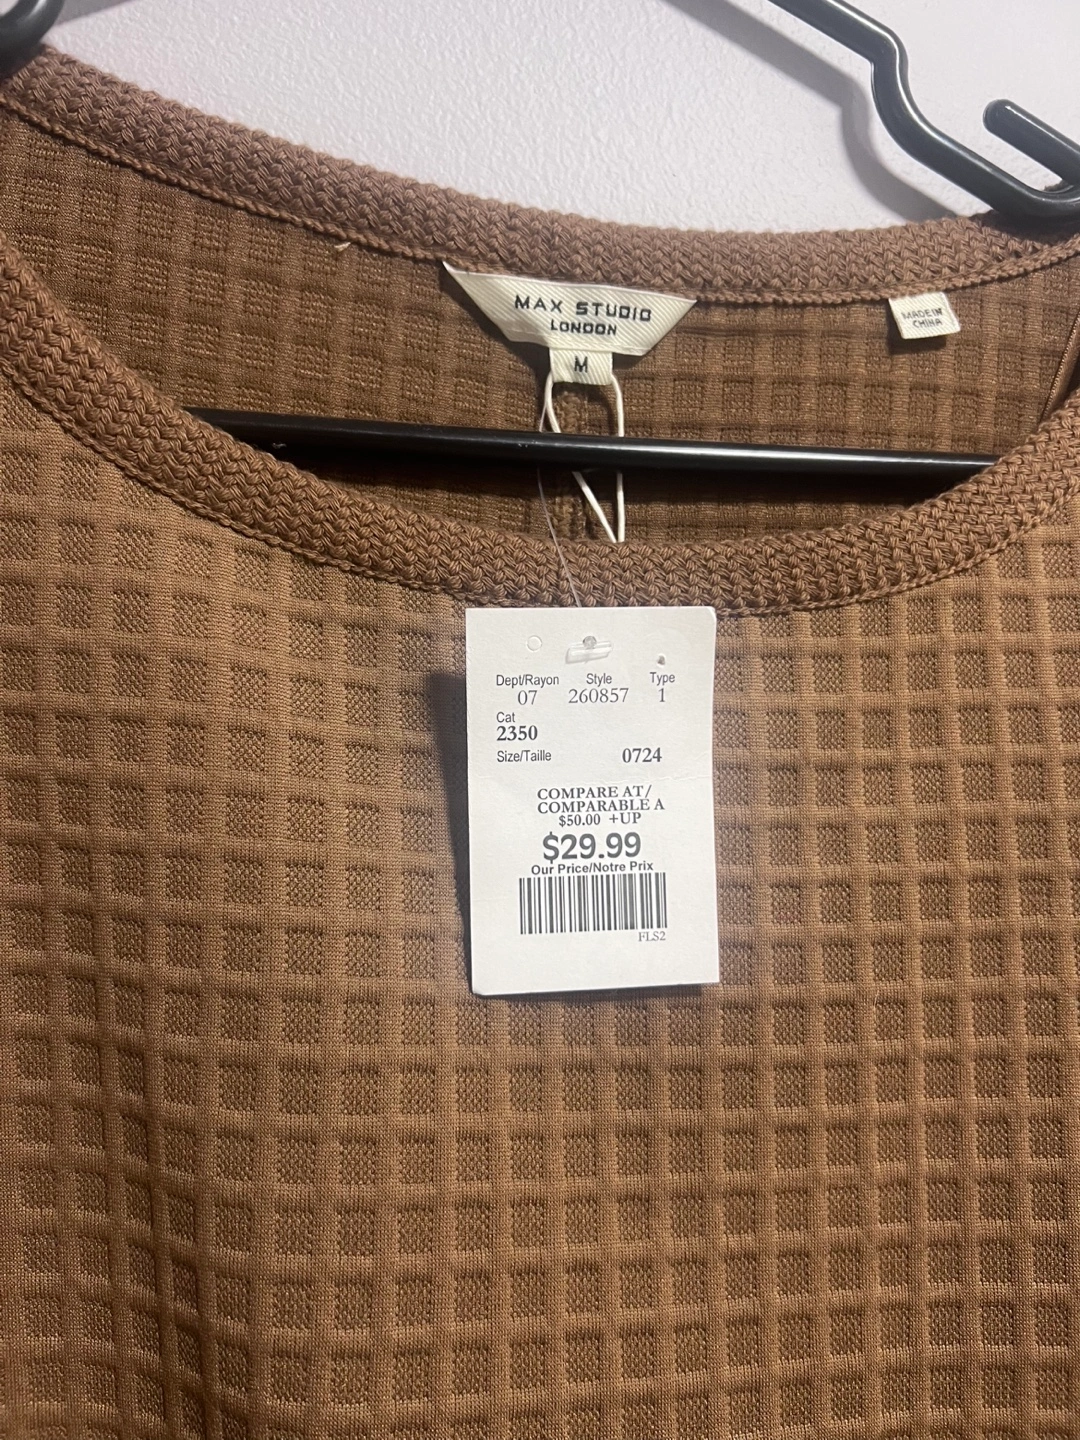 MAX STUDIO
LONDON
M
MADE IN
CHINA
Dept/Rayon Style Type
07 260857 1
Cat
2350
Size/Taille 0724
COMPARE AT/
COMPARABLE A
$50.00 +UP
$29.99
Our Price/Notre Prix
FLS2